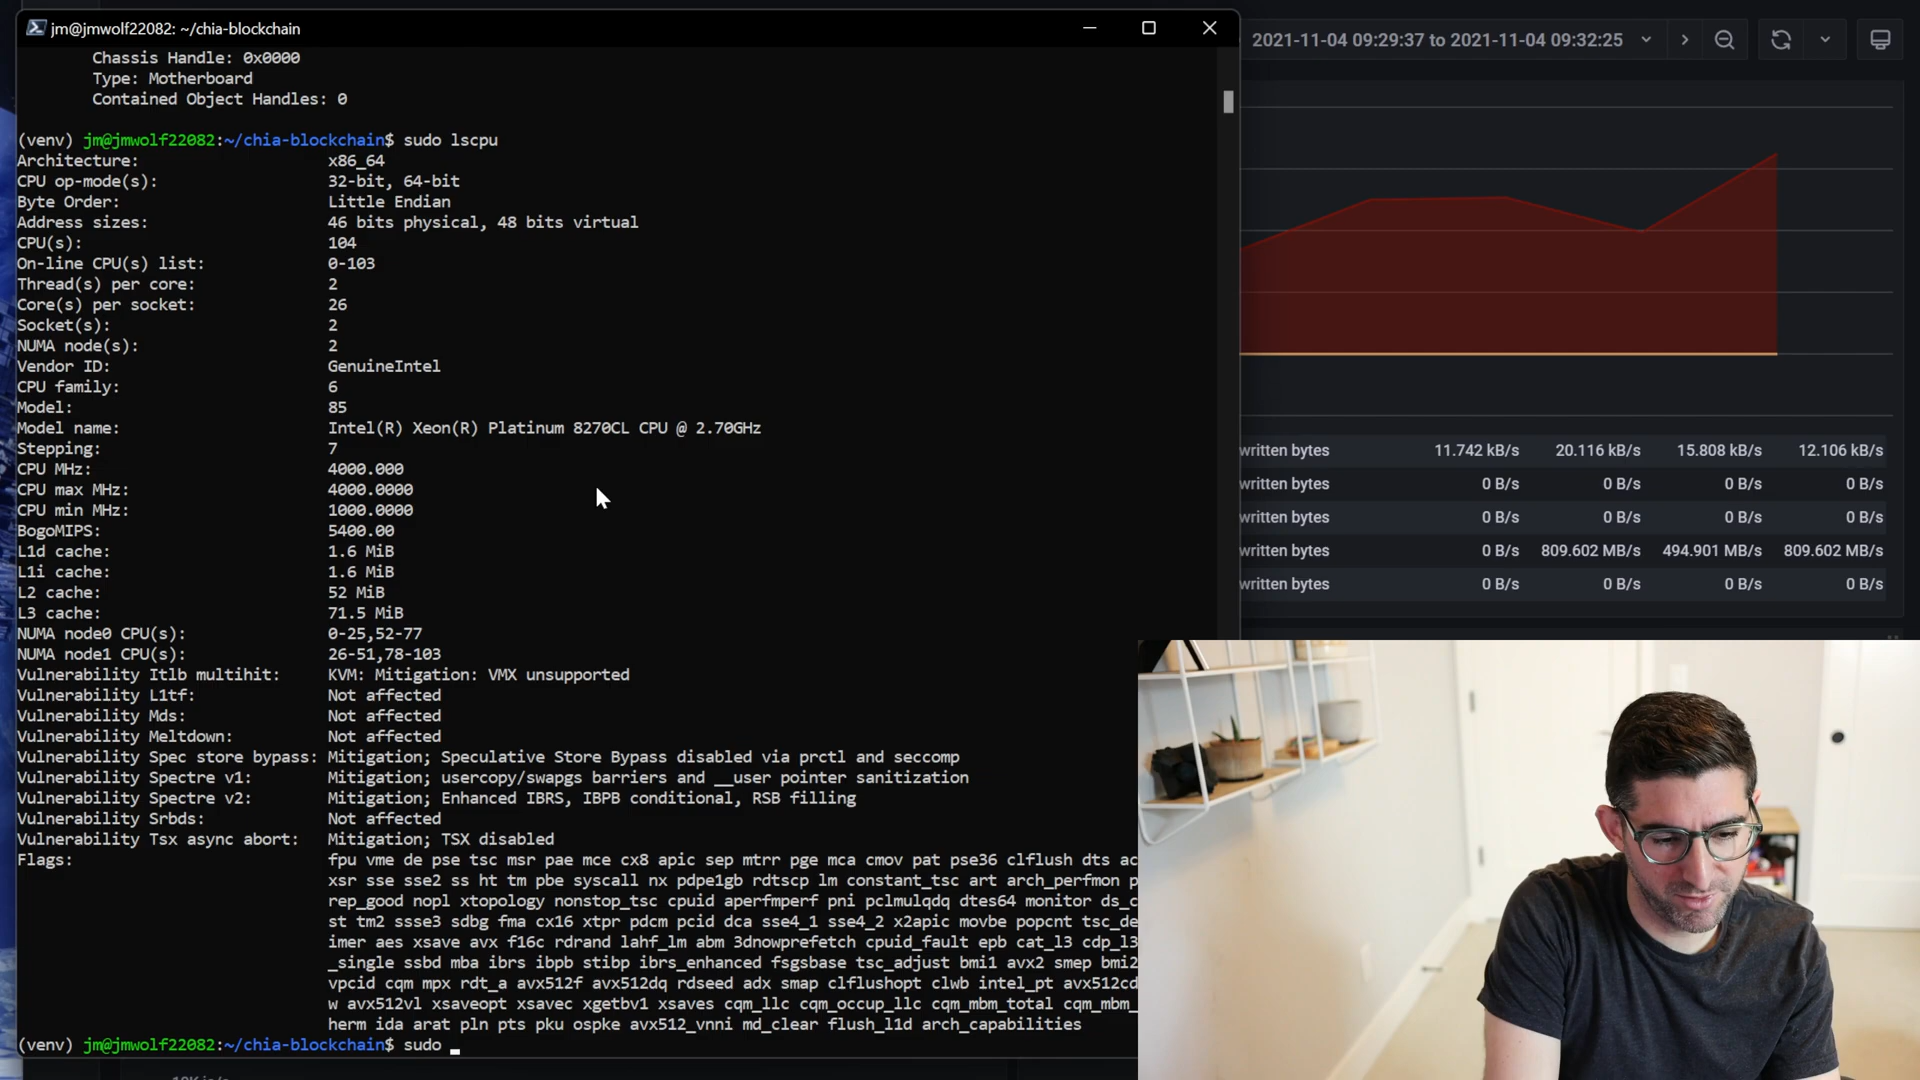 jm@jmwolf22082: ~/chia-blockchain
2021-11-04 09:29:37 to 2021-11-04 09:32:25
Chassis Handle: 0x0000
Type: Motherboard
Contained Object Handles: 0
(venv) jm@jmwolf22082:~/chia-blockchain$ sudo lscpu
Architecture: x86_64
CPU op-mode(s): 32-bit, 64-bit
Byte Order: Little Endian
Address sizes: 46 bits physical, 48 bits virtual
CPU(s): 104
On-line CPU(s) list: 0-103
Thread(s) per core: 2
Core(s) per socket: 26
Socket(s): 2
NUMA node(s): 2
Vendor ID: GenuineIntel
CPU family: 6
Model: 85
Model name: Intel(R) Xeon(R) Platinum 8270CL CPU @ 2.70GHz
Stepping: 7
CPU MHz: 4000.000
CPU max MHz: 4000.0000
CPU min MHz: 1000.0000
BogoMIPS: 5400.00
L1d cache: 1.6 MiB
L1i cache: 1.6 MiB
L2 cache: 52 MiB
L3 cache: 71.5 MiB
NUMA node0 CPU(s): 0-25,52-77
NUMA node1 CPU(s): 26-51,78-103
Vulnerability Itlb multihit: KVM: Mitigation: VMX unsupported
Vulnerability L1tf: Not affected
Vulnerability Mds: Not affected
Vulnerability Meltdown: Not affected
Vulnerability Spec store bypass: Mitigation; Speculative Store Bypass disabled via prctl and seccomp
Vulnerability Spectre v1: Mitigation; usercopy/swapgs barriers and __user pointer sanitization
Vulnerability Spectre v2: Mitigation; Enhanced IBRS, IBPB conditional, RSB filling
Vulnerability Srbds: Not affected
Vulnerability Tsx async abort: Mitigation; TSX disabled
Flags: fpu vme de pse tsc msr pae mce cx8 apic sep mtrr pge mca cmov pat pse36 clflush dts ac
xsr sse sse2 ss ht tm pbe syscall nx pdpe1gb rdtscp lm constant_tsc art arch_perfmon p
rep_good nopl xtopology nonstop_tsc cpuid aperfmperf pni pclmulqdq dtes64 monitor ds_c
st tm2 ssse3 sdbg fma cx16 xtpr pdcm pcid dca sse4_1 sse4_2 x2apic movbe popcnt tsc_de
imer aes xsave avx f16c rdrand lahf_lm abm 3dnowprefetch cpuid_fault epb cat_l3 cdp_l3
_single ssbd mba ibrs ibpb stibp ibrs_enhanced fsgsbase tsc_adjust bmi1 avx2 smep bmi2
vpcid cqm mpx rdt_a avx512f avx512dq rdseed adx smap clflushopt clwb intel_pt avx512cd
w avx512vl xsaveopt xsavec xgetbv1 xsaves cqm_llc cqm_occup_llc cqm_mbm_total cqm_mbm_
herm ida arat pln pts pku ospke avx512_vnni md_clear flush_l1d arch_capabilities
(venv) jm@jmwolf22082:~/chia-blockchain$ sudo _
written bytes 11.742 kB/s 20.116 kB/s 15.808 kB/s 12.106 kB/s
written bytes 0 B/s 0 B/s 0 B/s 0 B/s
written bytes 0 B/s 0 B/s 0 B/s 0 B/s
written bytes 0 B/s 809.602 MB/s 494.901 MB/s 809.602 MB/s
written bytes 0 B/s 0 B/s 0 B/s 0 B/s